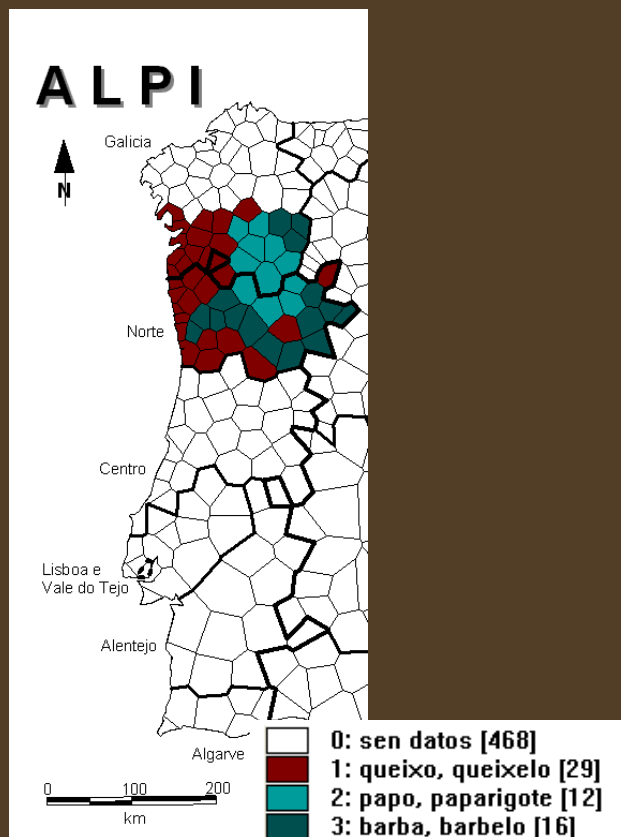 ALPI
Galicia
N
Norte
Centro
Lisboa e
Vale do Tejo
Alentejo
Algarve
0 100 200
km
0: sen datos [468]
1: queixo, queixelo [29]
2: papo, paparigote [12]
3: barba, barbelo [16]